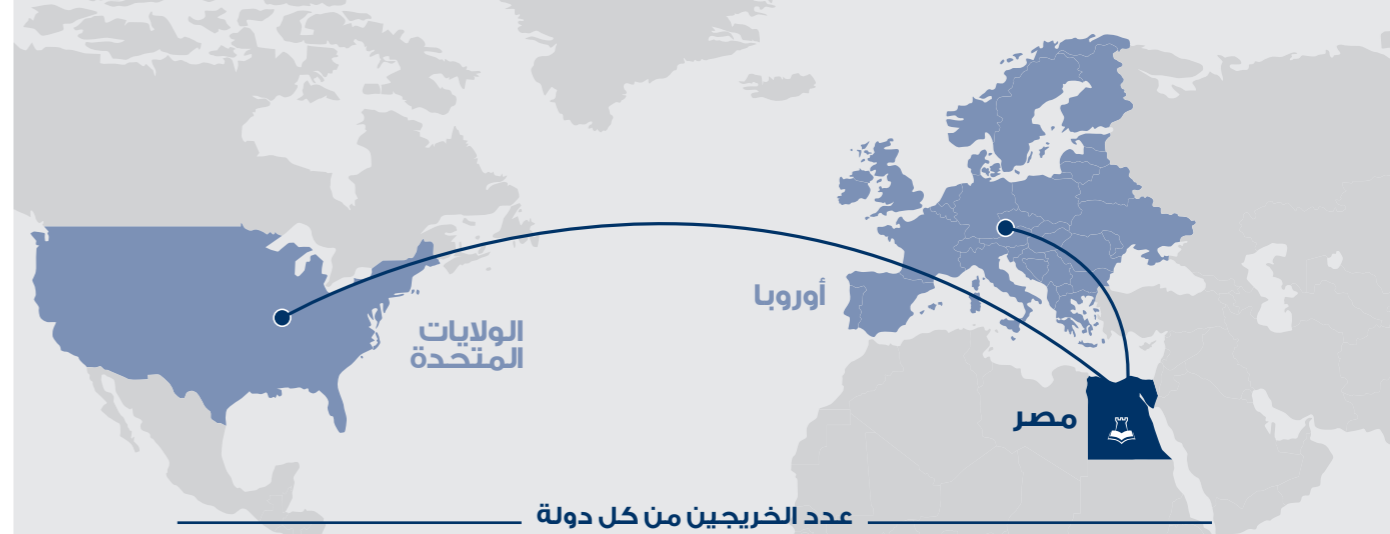 أوروبا
الولايات
المتحدة
مصر
عدد الخريجين من كل دولة